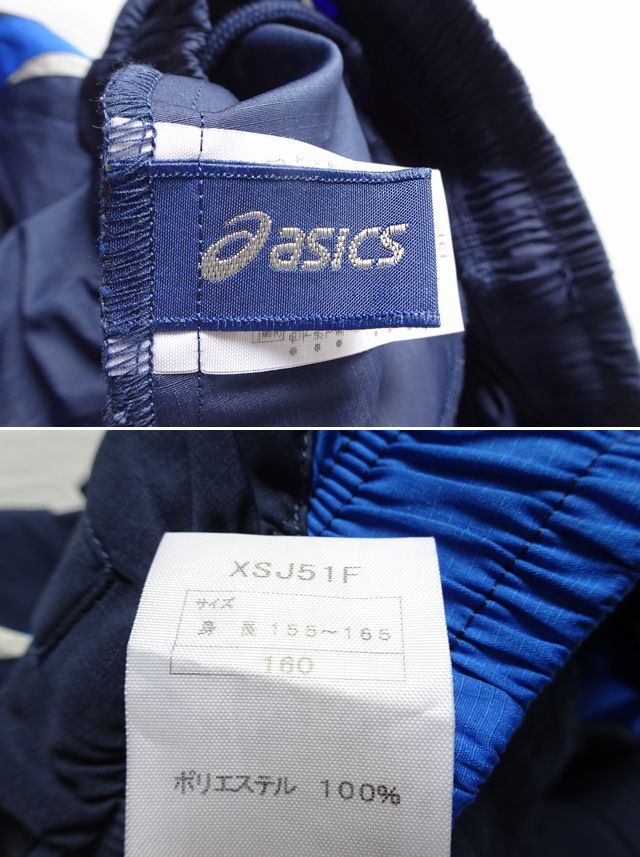 asics
XSJ51F
サイズ
身 長 155〜165
160
ポリエステル 100%